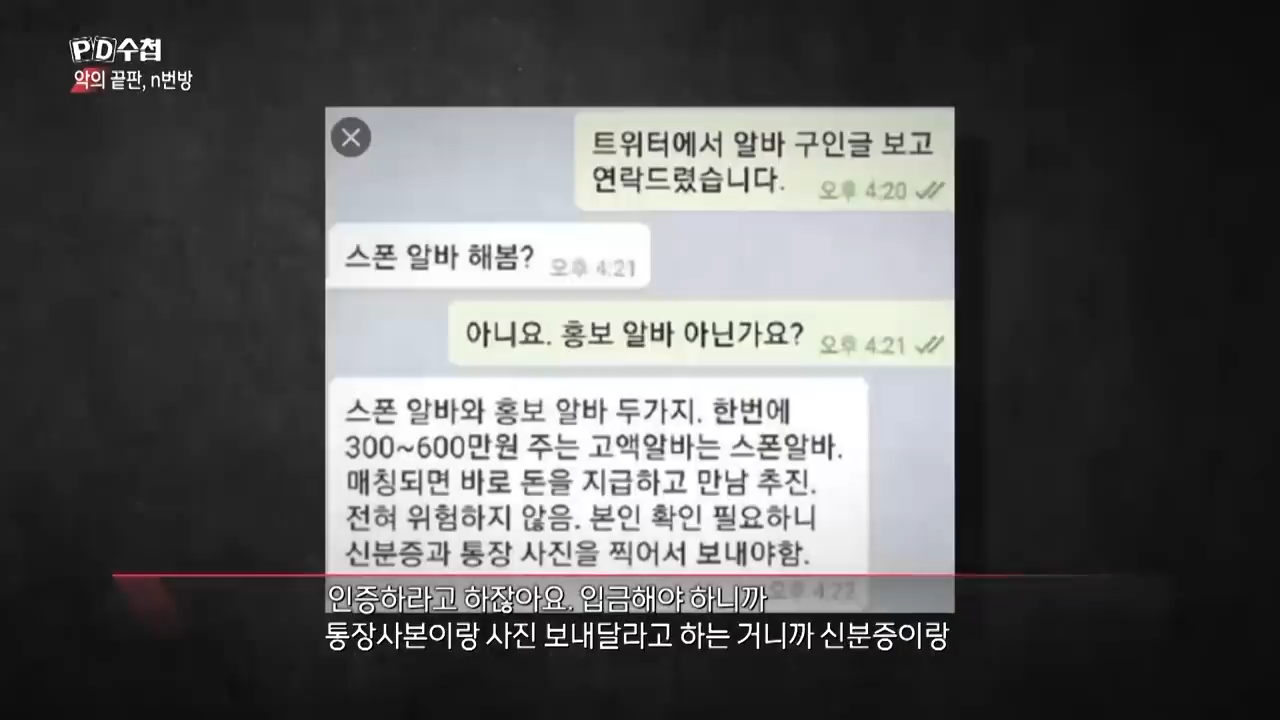 PD수첩
악의 끝판, n번방
트위터에서 알바 구인글 보고
연락드렸습니다. 오후 4:20
스폰 알바 해봄? 오후 4:21
아니요. 홍보 알바 아닌가요? 오후 4:21
스폰 알바와 홍보 알바 두가지. 한번에
300~600만원 주는 고액알바는 스폰알바.
매칭되면 바로 돈을 지급하고 만남 추진.
전혀 위험하지 않음. 본인 확인 필요하니
신분증과 통장 사진을 찍어서 보내야함.
오후 4:22
인증하라고 하잖아요. 입금해야 하니까
통장사본이랑 사진 보내달라고 하는 거니까 신분증이랑